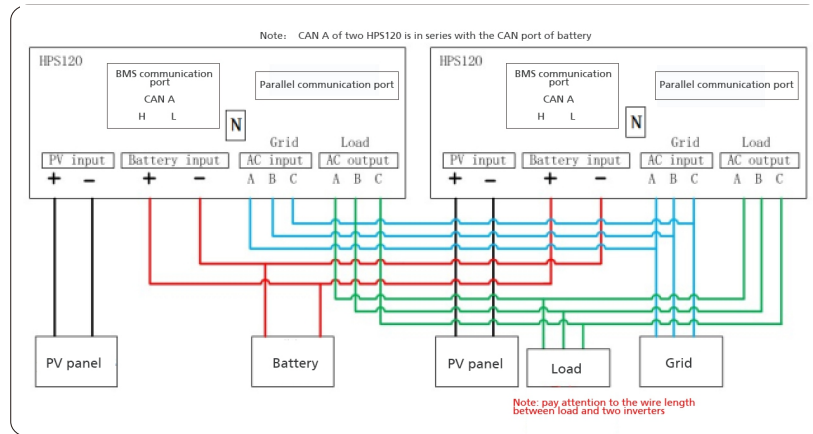 Note: CAN A of two HPS120 is in series with the CAN port of battery
HPS120
BMS communication
port
CAN A
H L
Parallel communication port
N
Grid Load
PV input Battery input AC input AC output
+ − + − A B C A B C
HPS120
BMS communication
port
CAN A
H L
Parallel communication port
N
Grid Load
PV input Battery input AC input AC output
+ − + − A B C A B C
PV panel
Battery
PV panel
Load
Grid
Note: pay attention to the wire length
between load and two inverters